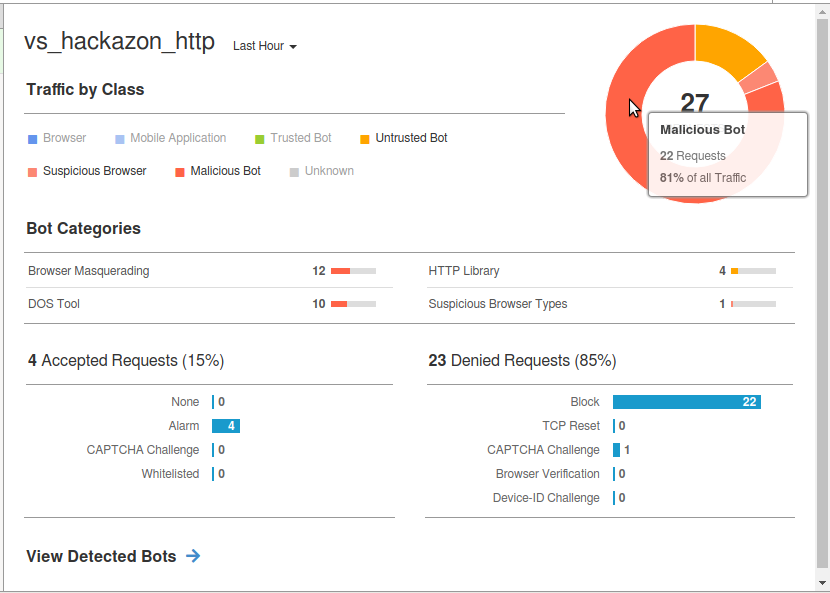 vs_hackazon_http Last Hour
27
Malicious Bot
22 Requests
81% of all Traffic
Traffic by Class
Browser Mobile Application Trusted Bot Untrusted Bot
Suspicious Browser Malicious Bot Unknown
Bot Categories
Browser Masquerading 12 HTTP Library 4
DOS Tool 10 Suspicious Browser Types 1
4 Accepted Requests (15%)
None 0
Alarm 4
CAPTCHA Challenge 0
Whitelisted 0
23 Denied Requests (85%)
Block 22
TCP Reset 0
CAPTCHA Challenge 1
Browser Verification 0
Device-ID Challenge 0
View Detected Bots